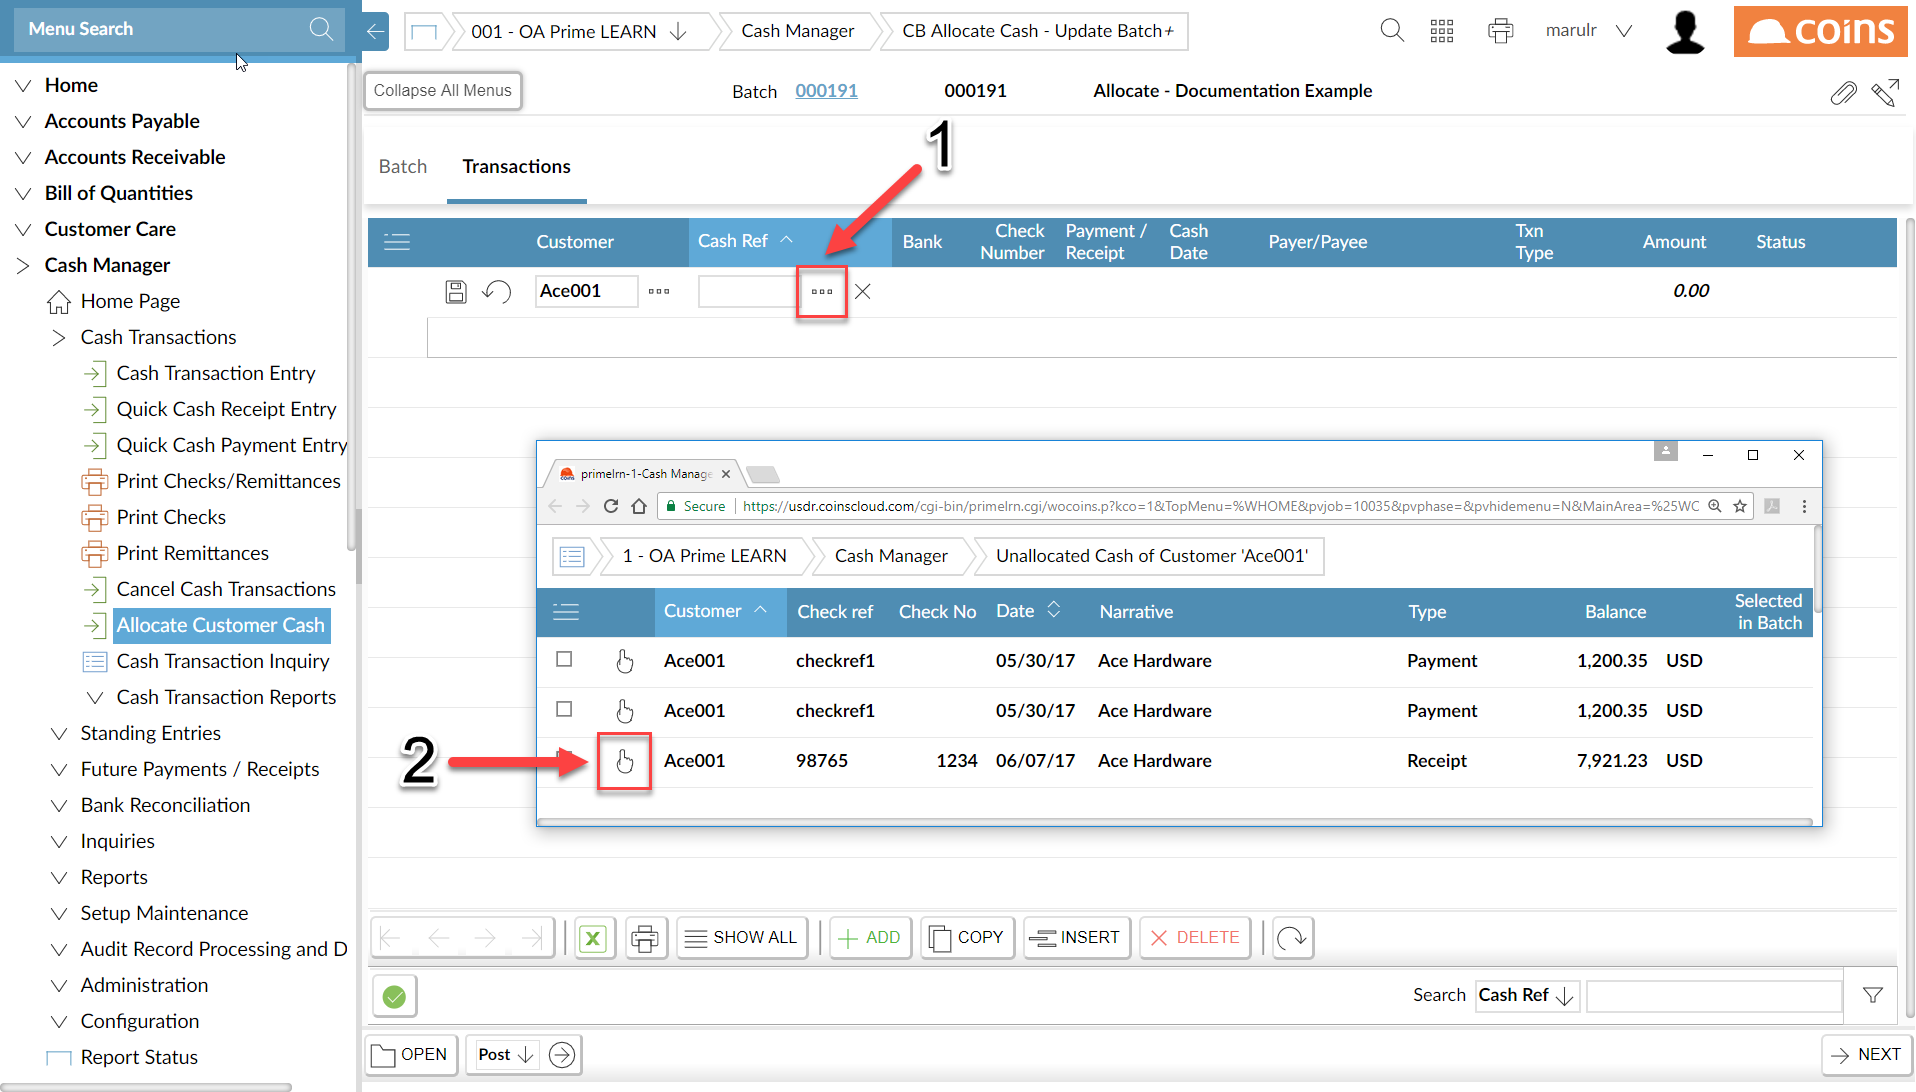 Menu Search
001 - OA Prime LEARN
Cash Manager
CB Allocate Cash - Update Batch+
marulr
coins
Collapse All Menus
Batch
000191
000191
Allocate - Documentation Example
1
Batch
Transactions
Home
Accounts Payable
Accounts Receivable
Bill of Quantities
Customer Care
Cash Manager
Home Page
Cash Transactions
Cash Transaction Entry
Quick Cash Receipt Entry
Quick Cash Payment Entry
Print Checks/Remittances
Print Checks
Print Remittances
Cancel Cash Transactions
Allocate Customer Cash
Cash Transaction Inquiry
Cash Transaction Reports
Standing Entries
Future Payments / Receipts
Bank Reconciliation
Inquiries
Reports
Setup Maintenance
Audit Record Processing and D
Administration
Configuration
Report Status
Customer
Cash Ref
Bank
Check Number
Payment / Receipt
Cash Date
Payer/Payee
Txn Type
Amount
Status
Ace001
0.00
primelrn-1-Cash Manage
Secure
https://usdr.coinscloud.com/cgi-bin/primelrn.cgi/wocoins.p?kco=1&TopMenu=%WHOME&pvjob=10035&pvphase=&pvhidemenu=N&MainArea=%25WC
1 - OA Prime LEARN
Cash Manager
Unallocated Cash of Customer 'Ace001'
Customer
Check ref
Check No
Date
Narrative
Type
Balance
Selected in Batch
Ace001 checkref1 05/30/17 Ace Hardware Payment 1,200.35 USD
Ace001 checkref1 05/30/17 Ace Hardware Payment 1,200.35 USD
2
Ace001 98765 1234 06/07/17 Ace Hardware Receipt 7,921.23 USD
SHOW ALL
ADD
COPY
INSERT
DELETE
Search
Cash Ref
OPEN
Post
NEXT